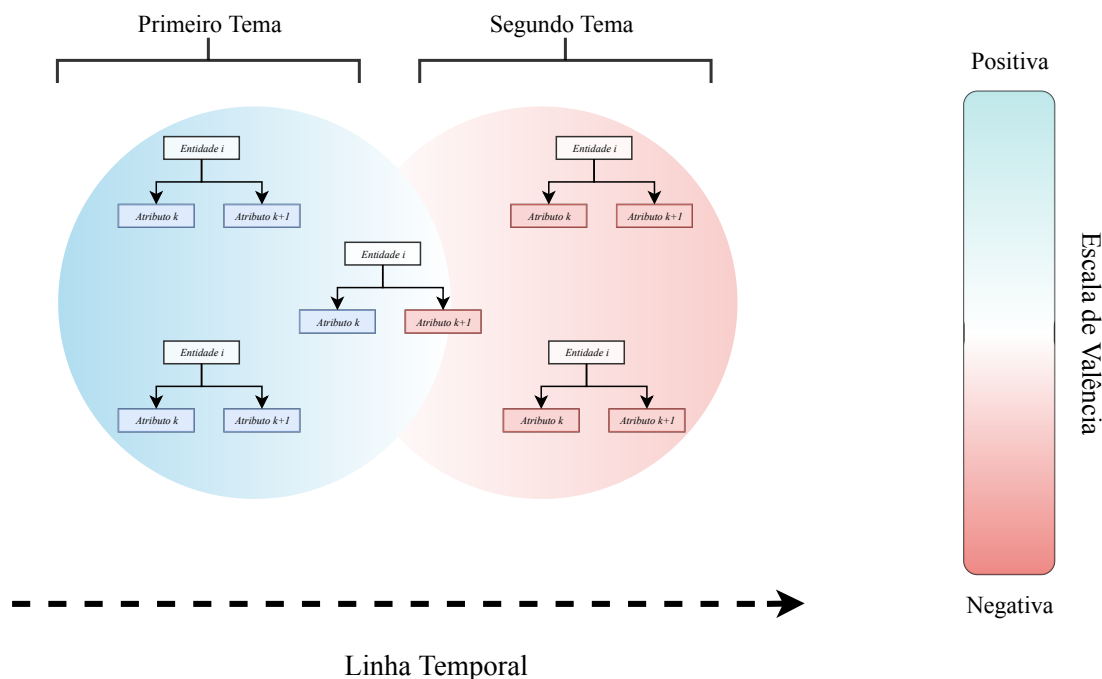 Primeiro Tema
Segundo Tema
Positiva
Entidade i
Atributo k
Atributo k+1
Entidade i
Atributo k
Atributo k+1
Entidade i
Atributo k
Atributo k+1
Entidade i
Atributo k
Atributo k+1
Entidade i
Atributo k
Atributo k+1
Escala de Valência
Negativa
Linha Temporal